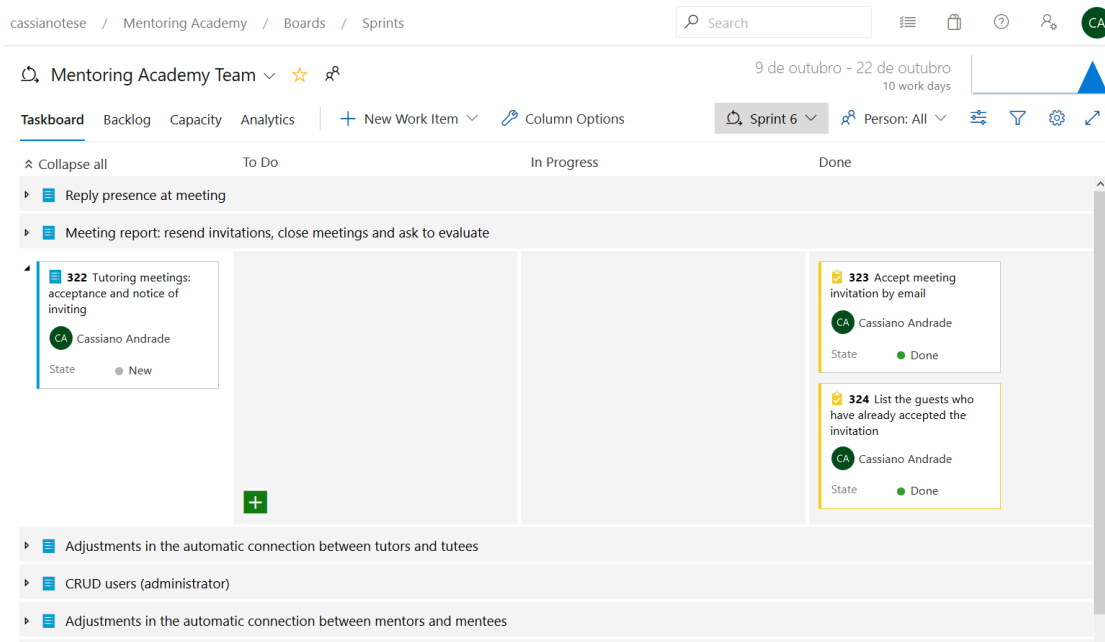 cassianotese / Mentoring Academy / Boards / Sprints
Search
CA
Mentoring Academy Team
9 de outubro - 22 de outubro
10 work days
Taskboard Backlog Capacity Analytics New Work Item Column Options Sprint 6 Person: All
Collapse all To Do In Progress Done
Reply presence at meeting
Meeting report: resend invitations, close meetings and ask to evaluate
322 Tutoring meetings:
acceptance and notice of
inviting
CA Cassiano Andrade
State New
323 Accept meeting
invitation by email
CA Cassiano Andrade
State Done
324 List the guests who
have already accepted the
invitation
CA Cassiano Andrade
State Done
Adjustments in the automatic connection between tutors and tutees
CRUD users (administrator)
Adjustments in the automatic connection between mentors and mentees